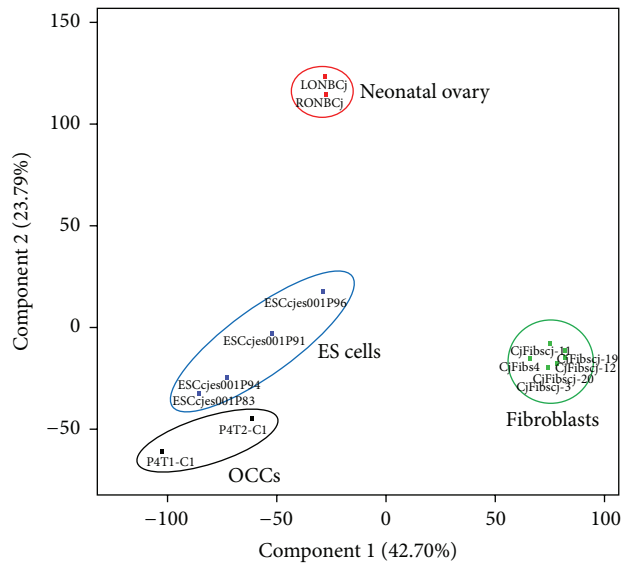 150
100
50
0
−50
Component 2 (23.79%)
LONBCj
RONBCj
Neonatal ovary
ESCcjes001P96
ESCcjes001P91
ES cells
ESCcjes001P94
ESCcjes001P83
P4T2-C1
P4T1-C1
OCCs
CjFibs4
CjFibscj-19
CjFibscj-12
CjFibscj-20
CjFibscj-3
Fibroblasts
−100
−50
0
50
100
Component 1 (42.70%)